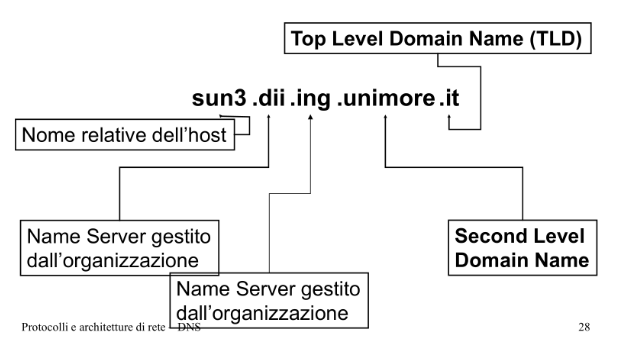 Top Level Domain Name (TLD)
sun3 .dii .ing .unimore .it
Nome relative dell'host
Name Server gestito
dall'organizzazione
Second Level
Domain Name
Name Server gestito
dall'organizzazione
Protocolli e architetture di rete - DNS
28